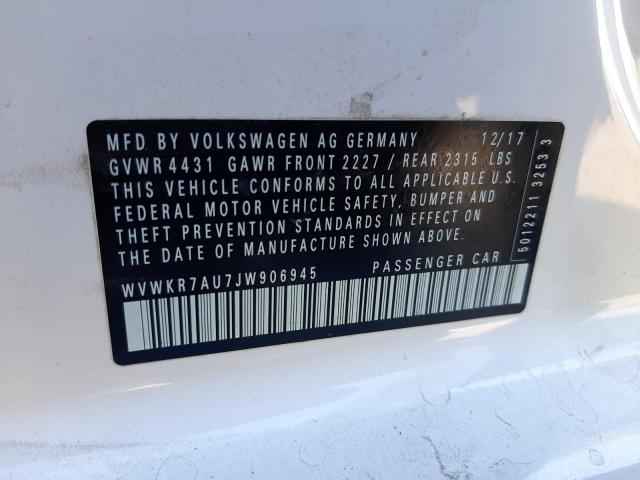 MFD BY VOLKSWAGEN AG GERMANY 12/17
GVWR 4431 GAWR FRONT 2227 / REAR 2315 LBS
THIS VEHICLE CONFORMS TO ALL APPLICABLE U.S.
FEDERAL MOTOR VEHICLE SAFETY, BUMPER AND
THEFT PREVENTION STANDARDS IN EFFECT ON
THE DATE OF MANUFACTURE SHOWN ABOVE.
WVWKR7AU7JW906945 PASSENGER CAR
5012211 3253 3